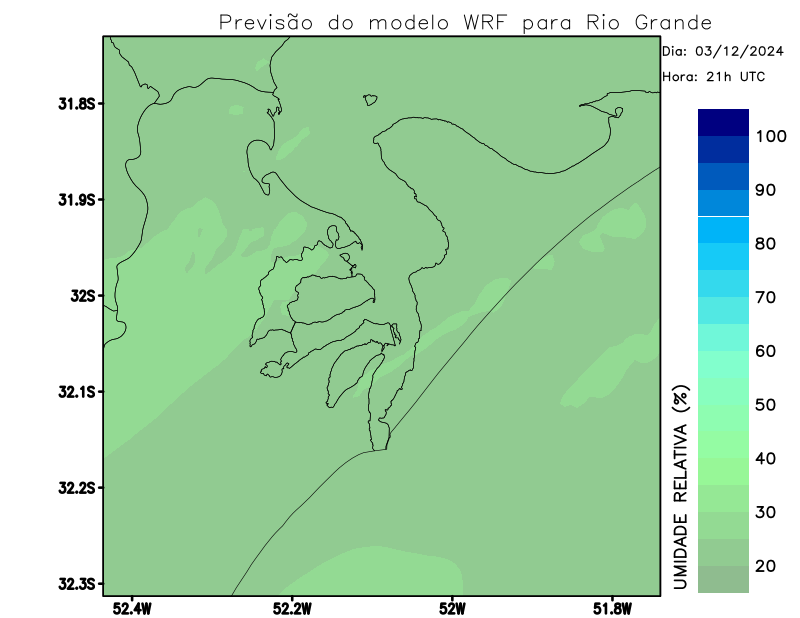 Previsão do modelo WRF para Rio Grande
Dia: 03/12/2024
Hora: 21h UTC
31.8S
31.9S
32S
32.1S
32.2S
32.3S
52.4W
52.2W
52W
51.8W
UMIDADE RELATIVA (%)
100
90
80
70
60
50
40
30
20